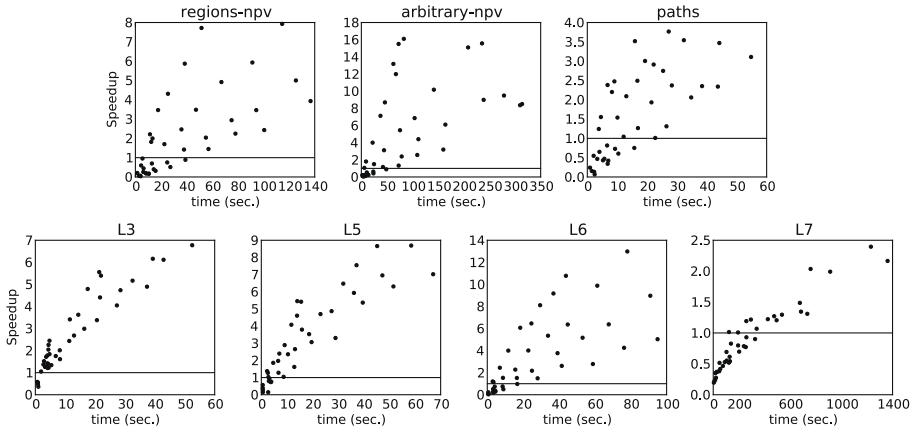 regions-npv
arbitrary-npv
paths
Speedup
8
7
6
5
4
3
2
1
0
0 20 40 60 80 100 120 140
time (sec.)
18
16
14
12
10
8
6
4
2
1
0
0 50 100 150 200 250 300 350
time (sec.)
4.0
3.5
3.0
2.5
2.0
1.5
1.0
0.5
0.0
0 10 20 30 40 50 60
time (sec.)
L3
L5
L6
L7
Speedup
7
6
5
4
3
2
1
0
0 10 20 30 40 50 60
time (sec.)
9
8
7
6
5
4
3
2
1
0
0 10 20 30 40 50 60 70
time (sec.)
14
12
10
8
6
4
2
1
0
0 20 40 60 80 100
time (sec.)
2.5
2.0
1.5
1.0
0.5
0.0
0 200 600 1000 1400
time (sec.)